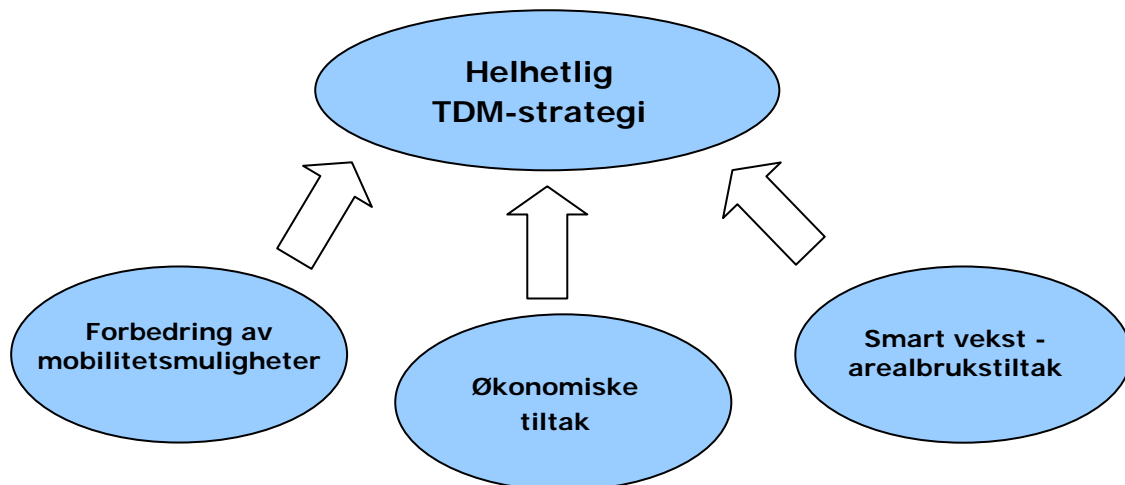 Helhetlig
TDM-strategi
Forbedring av
mobilitetsmuligheter
Økonomiske
tiltak
Smart vekst -
arealbrukstiltak